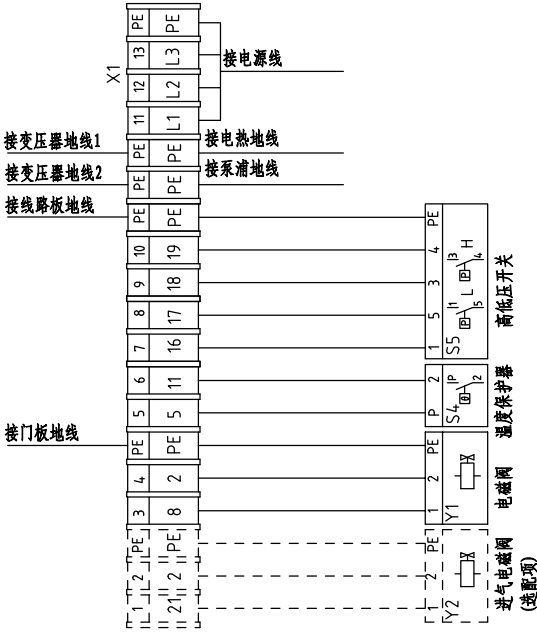 X1
PE PE
13 L3
接电源线
12 L2
11 L1
接变压器地线1
PE PE
接电热地线
接变压器地线2
PE PE
接泵浦地线
接线路板地线
PE PE
PE
10 19
4
9 18
3
8 17
5
7 16
1
S5
P
1
5
L
P
3
4
H
高低压开关
6 11
2
5 5
P
S4
θ
P
2
温度保护器
接门板地线
PE PE
PE
4 2
2
3 8
1
Y1
电磁阀
PE PE
PE
2 2
2
1 21
1
Y2
进气电磁阀
(选配项)